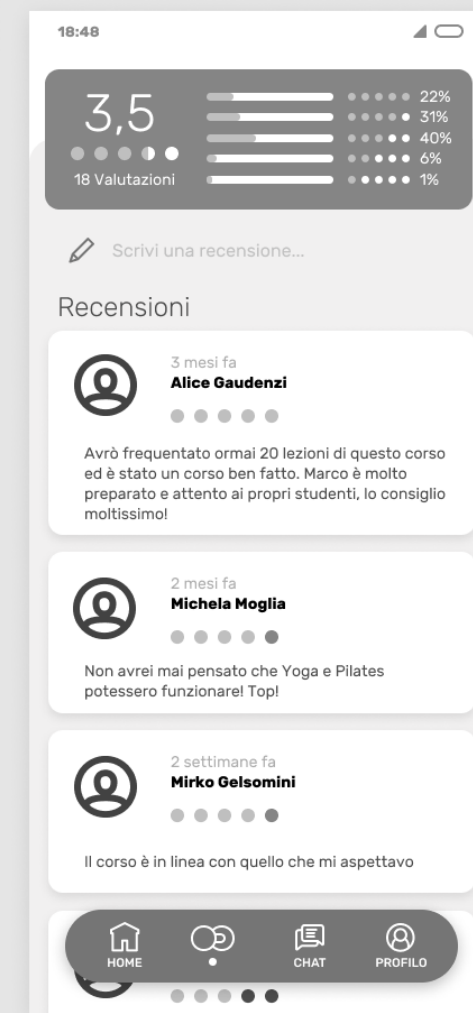 18:48
3,5
18 Valutazioni
22%
31%
40%
6%
1%
Scrivi una recensione...
Recensioni
3 mesi fa
Alice Gaudenzi
Avrò frequentato ormai 20 lezioni di questo corso
ed è stato un corso ben fatto. Marco è molto
preparato e attento ai propri studenti, lo consiglio
moltissimo!
2 mesi fa
Michela Moglia
Non avrei mai pensato che Yoga e Pilates
potessero funzionare! Top!
2 settimane fa
Mirko Gelsomini
Il corso è in linea con quello che mi aspettavo
HOME
CHAT
PROFILO